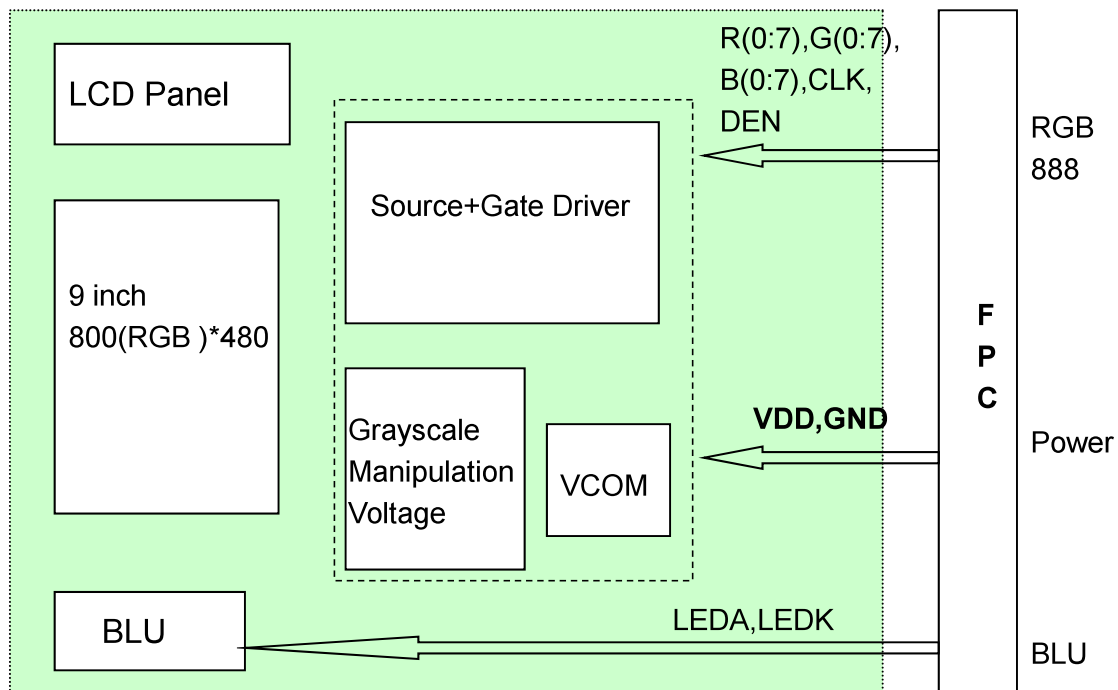 LCD Panel
9 inch
800(RGB )*480
BLU
Source+Gate Driver
Grayscale
Manipulation
Voltage
VCOM
R(0:7),G(0:7),
B(0:7),CLK,
DEN
VDD,GND
LEDA,LEDK
F
P
C
RGB
888
Power
BLU